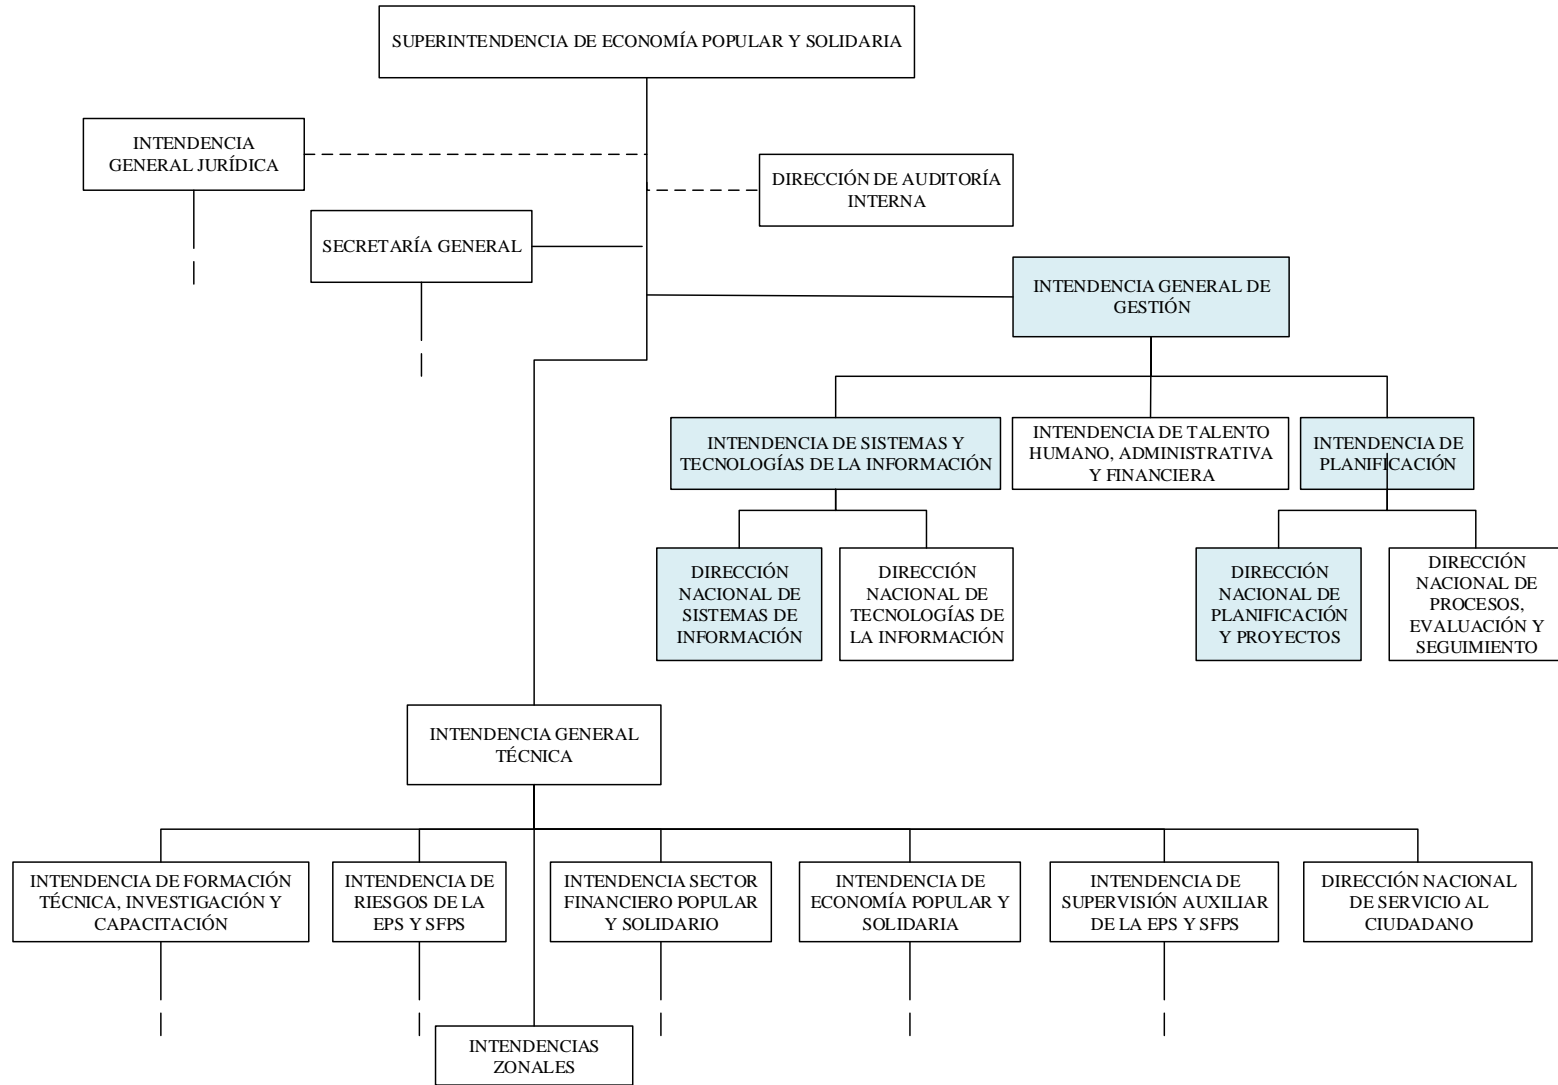 SUPERINTENDENCIA DE ECONOMÍA POPULAR Y SOLIDARIA
INTENDENCIA
GENERAL JURÍDICA
DIRECCIÓN DE AUDITORÍA
INTERNA
SECRETARÍA GENERAL
INTENDENCIA GENERAL DE
GESTIÓN
INTENDENCIA DE SISTEMAS Y
TECNOLOGÍAS DE LA INFORMACIÓN
INTENDENCIA DE TALENTO
HUMANO, ADMINISTRATIVA
Y FINANCIERA
INTENDENCIA DE
PLANIFICACIÓN
DIRECCIÓN
NACIONAL DE
SISTEMAS DE
INFORMACIÓN
DIRECCIÓN
NACIONAL DE
TECNOLOGÍAS DE
LA INFORMACIÓN
DIRECCIÓN
NACIONAL DE
PLANIFICACIÓN
Y PROYECTOS
DIRECCIÓN
NACIONAL DE
PROCESOS,
EVALUACIÓN Y
SEGUIMIENTO
INTENDENCIA GENERAL
TÉCNICA
INTENDENCIA DE FORMACIÓN
TÉCNICA, INVESTIGACIÓN Y
CAPACITACIÓN
INTENDENCIA DE
RIESGOS DE LA
EPS Y SFPS
INTENDENCIA SECTOR
FINANCIERO POPULAR
Y SOLIDARIO
INTENDENCIA DE
ECONOMÍA POPULAR Y
SOLIDARIA
INTENDENCIA DE
SUPERVISIÓN AUXILIAR
DE LA EPS Y SFPS
DIRECCIÓN NACIONAL
DE SERVICIO AL
CIUDADANO
INTENDENCIAS
ZONALES